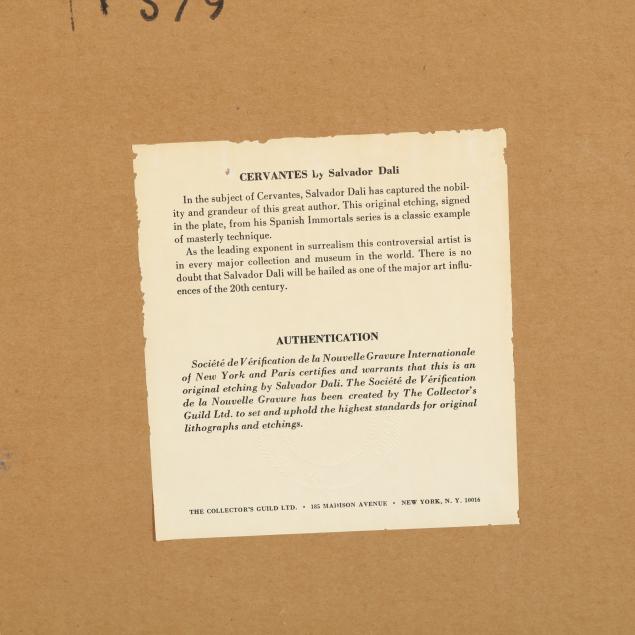 579
CERVANTES by Salvador Dali
In the subject of Cervantes, Salvador Dali has captured the nobil-
ity and grandeur of this great author. This original etching, signed
in the plate, from his Spanish Immortals series is a classic example
of masterly technique.
As the leading exponent in surrealism this controversial artist is
in every major collection and museum in the world. There is no
doubt that Salvador Dali will be hailed as one of the major art influ-
ences of the 20th century.
AUTHENTICATION
Société de Vérification de la Nouvelle Gravure Internationale
of New York and Paris certifies and warrants that this is an
original etching by Salvador Dali. The Société de Vérification
de la Nouvelle Gravure has been created by The Collector's
Guild Ltd. to set and uphold the highest standards for original
lithographs and etchings.
THE COLLECTOR'S GUILD LTD. • 185 MADISON AVENUE • NEW YORK, N. Y. 10016